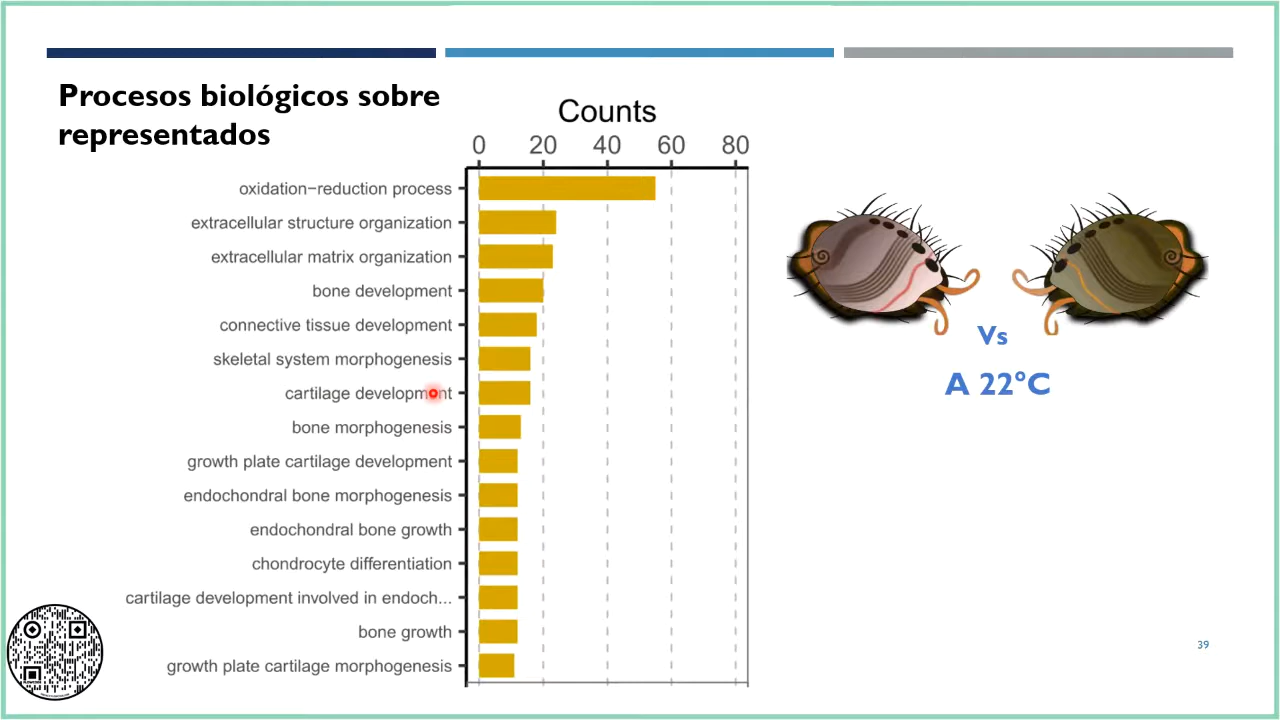 Procesos biológicos sobre
representados
Counts
0 20 40 60 80
oxidation−reduction process
extracellular structure organization
extracellular matrix organization
bone development
connective tissue development
skeletal system morphogenesis
cartilage development
bone morphogenesis
growth plate cartilage development
endochondral bone morphogenesis
endochondral bone growth
chondrocyte differentiation
cartilage development involved in endoch...
bone growth
growth plate cartilage morphogenesis
Vs
A 22°C
39